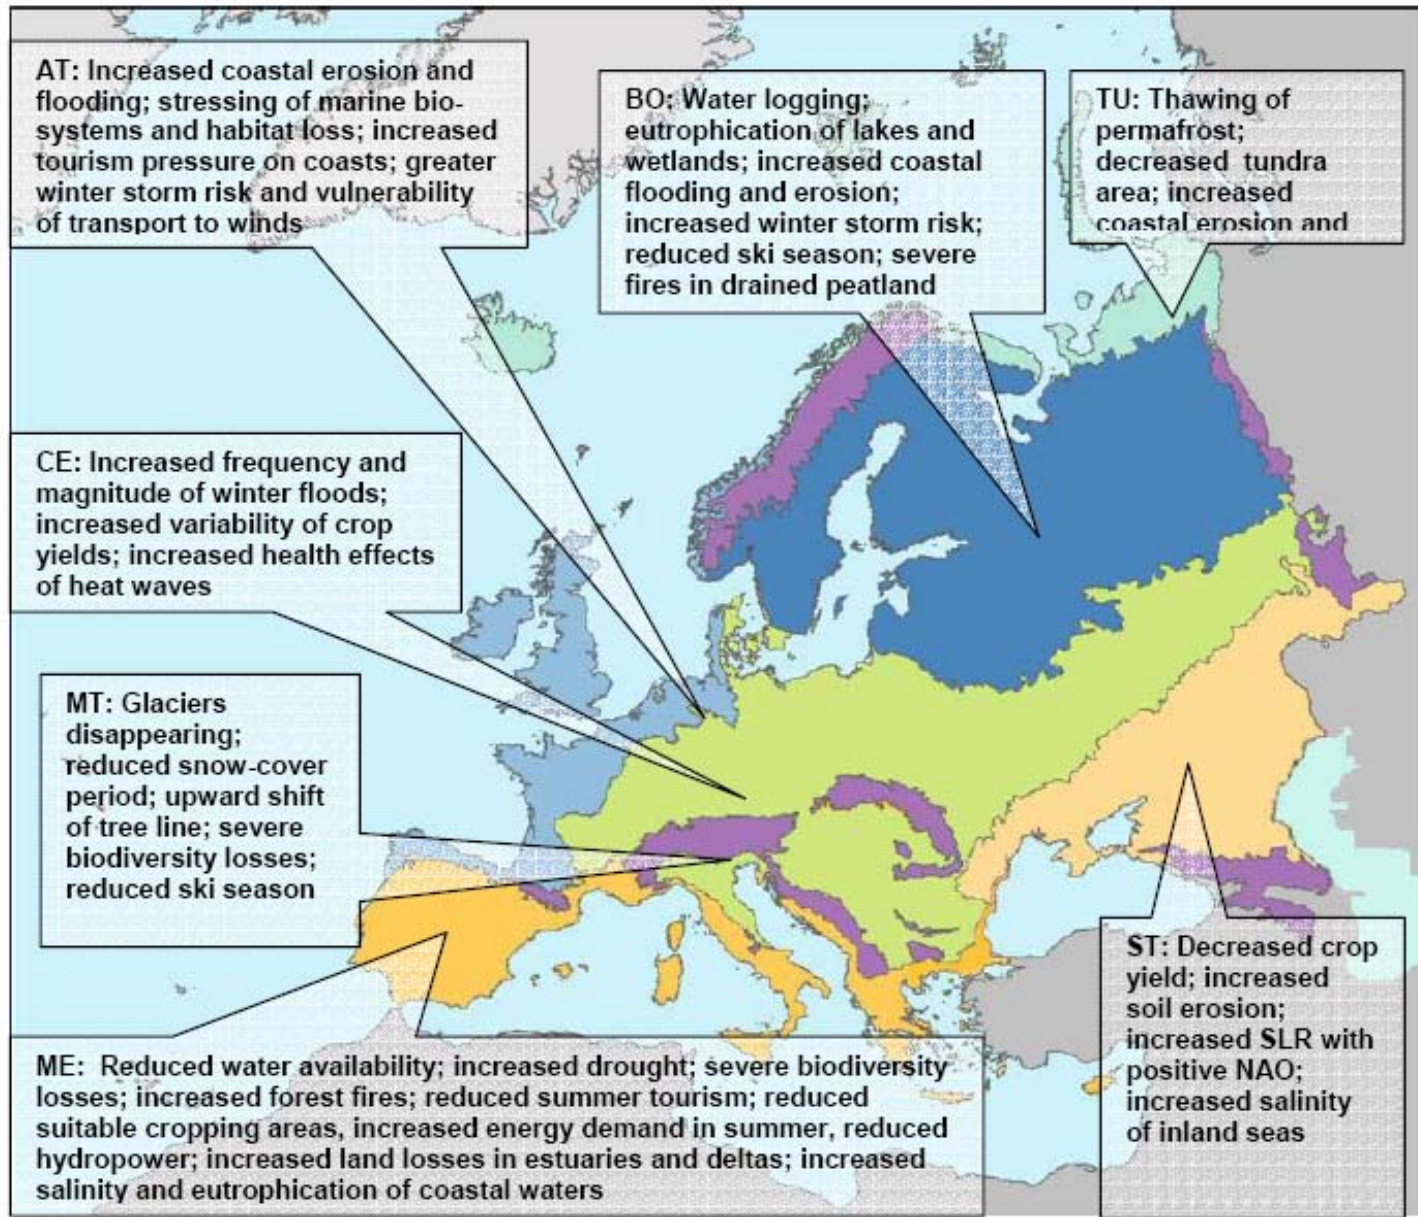 AT: Increased coastal erosion and
flooding; stressing of marine bio-
systems and habitat loss; increased
tourism pressure on coasts; greater
winter storm risk and vulnerability
of transport to winds
BO: Water logging;
eutrophication of lakes and
wetlands; increased coastal
flooding and erosion;
increased winter storm risk;
reduced ski season; severe
fires in drained peatland
TU: Thawing of
permafrost;
decreased tundra
area; increased
coastal erosion and
CE: Increased frequency and
magnitude of winter floods;
increased variability of crop
yields; increased health effects
of heat waves
MT: Glaciers
disappearing;
reduced snow-cover
period; upward shift
of tree line; severe
biodiversity losses;
reduced ski season
ST: Decreased crop
yield; increased
soil erosion;
increased SLR with
positive NAO;
increased salinity
of inland seas
ME: Reduced water availability; increased drought; severe biodiversity
losses; increased forest fires; reduced summer tourism; reduced
suitable cropping areas, increased energy demand in summer, reduced
hydropower; increased land losses in estuaries and deltas; increased
salinity and eutrophication of coastal waters